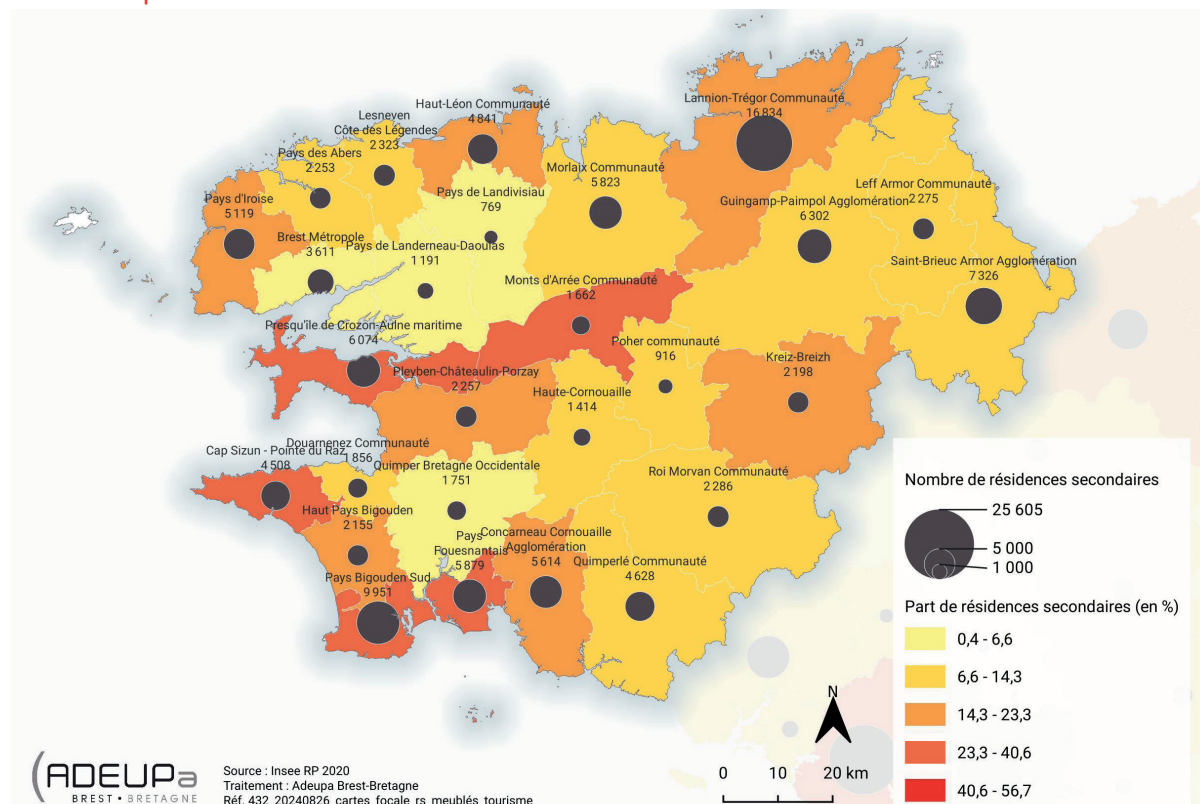 Lannion-Trégor Communauté
16 834
Haut-Léon Communauté
4 841
Lesneven
Côte des Légendes
2 323
Pays des Abers
2 253
Morlaix Communauté
5 823
Pays de Landivisiau
769
Leff Armor Communauté
2 275
Pays d'Iroise
5 119
Guingamp-Paimpol Agglomération
6 302
Brest Métropole
3 611
Pays de Landerneau-Daoulas
1 191
Saint-Brieuc Armor Agglomération
7 326
Monts d'Arrée Communauté
1 662
Presqu'île de Crozon-Aulne maritime
6 074
Poher communauté
916
Kreiz-Breizh
2 198
Pleyben-Châteaulin-Porzay
2 257
Haute-Cornouaille
1 414
Douarnenez Communauté
1 856
Cap Sizun - Pointe du Raz
4 508
Quimper Bretagne Occidentale
1 751
Roi Morvan Communauté
2 286
Haut Pays Bigouden
2 155
Concarneau Cornouaille
Agglomération
5 614
Pays
Fouesnantais
5 879
Quimperlé Communauté
4 628
Pays Bigouden Sud
9 951
Nombre de résidences secondaires
25 605
5 000
1 000
Part de résidences secondaires (en %)
0,4 - 6,6
6,6 - 14,3
14,3 - 23,3
23,3 - 40,6
40,6 - 56,7
N
0 10 20 km
ADEUPa
BREST • BRETAGNE
Source : Insee RP 2020
Traitement : Adeupa Brest-Bretagne
Réf. 432_20240826_cartes_focale_rs_meublés_tourisme